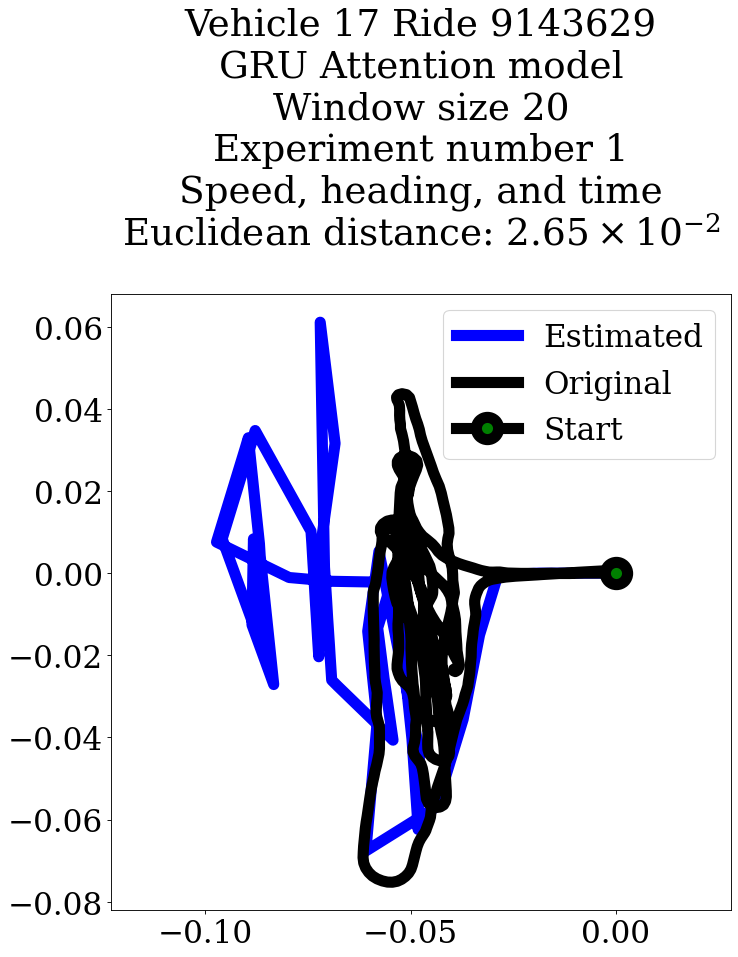 Vehicle 17 Ride 9143629
GRU Attention model
Window size 20
Experiment number 1
Speed, heading, and time
Euclidean distance: 2.65 × 10⁻²
Estimated
Original
Start
0.06
0.04
0.02
0.00
−0.02
−0.04
−0.06
−0.08
−0.10
−0.05
0.00